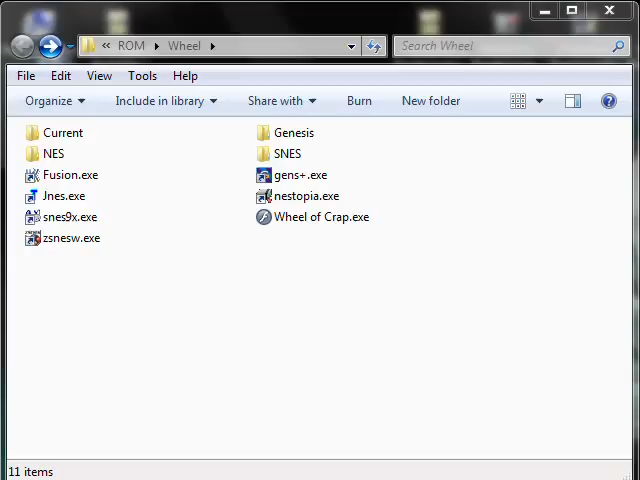 « ROM ▸ Wheel ▸ Search Wheel
File Edit View Tools Help
Organize Include in library Share with Burn New folder
Current Genesis
NES SNES
Fusion.exe gens+.exe
Jnes.exe nestopia.exe
snes9x.exe Wheel of Crap.exe
zsnesw.exe
11 items